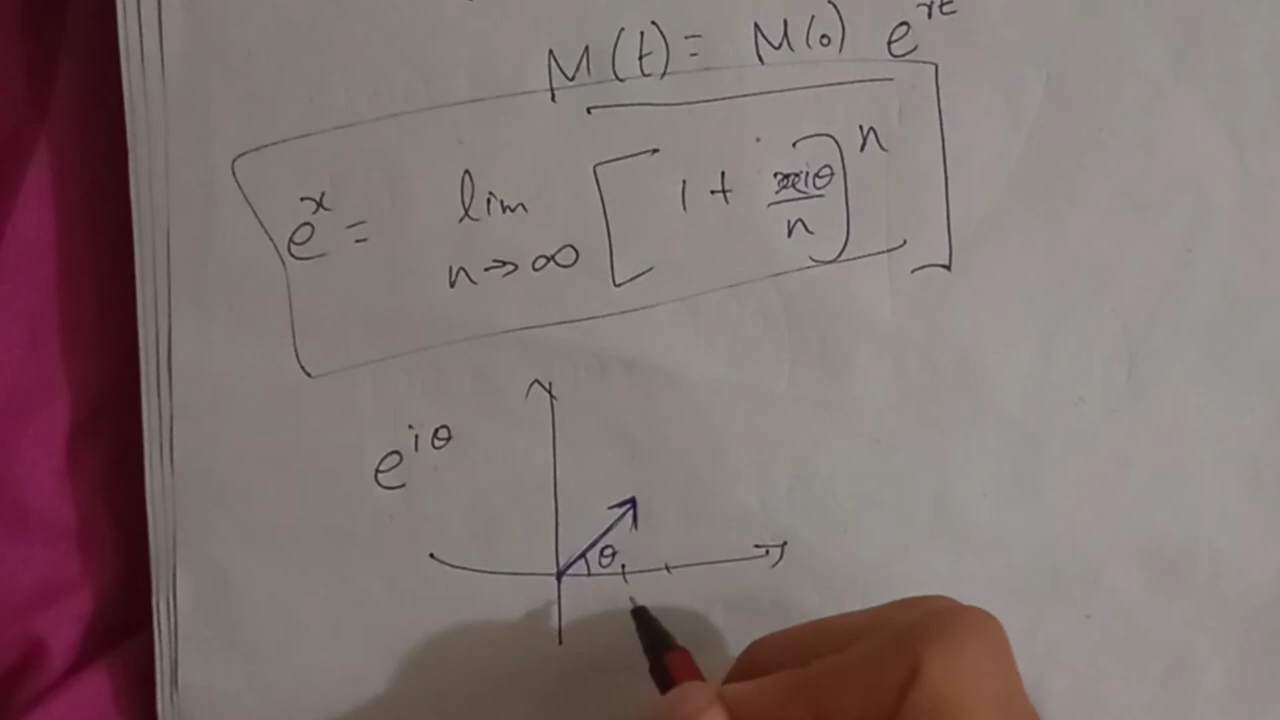 M(t) = M(0) e^{rt}
e^x = lim n→∞ [1 + iθ/n]^n
e^{iθ}
θ